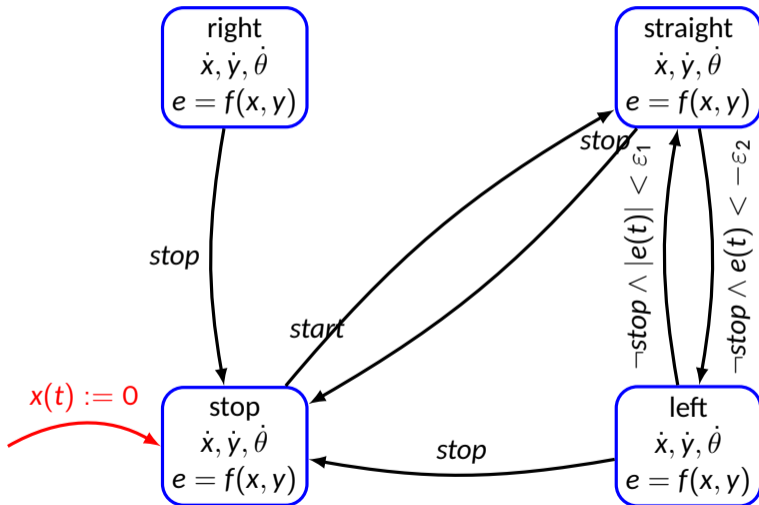 right
ẋ, ẏ, θ̇
e = f(x, y)
straight
ẋ, ẏ, θ̇
e = f(x, y)
stop
¬stop ∧ |e(t)| < ε₁
¬stop ∧ e(t) < −ε₂
stop
start
x(t) := 0
stop
ẋ, ẏ, θ̇
e = f(x, y)
stop
left
ẋ, ẏ, θ̇
e = f(x, y)